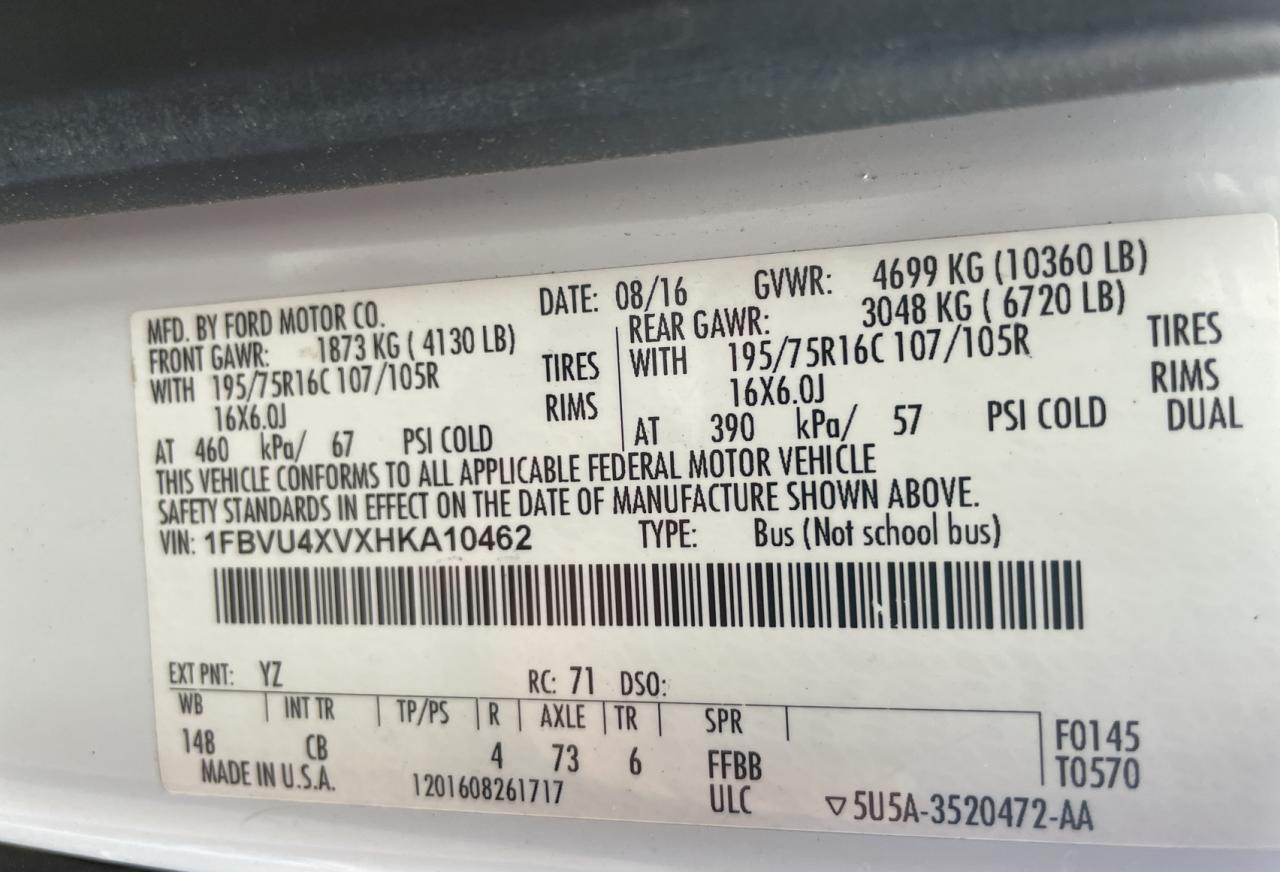 MFD. BY FORD MOTOR CO. DATE: 08/16 GVWR: 4699 KG (10360 LB)
FRONT GAWR: 1873 KG ( 4130 LB) REAR GAWR: 3048 KG ( 6720 LB)
WITH 195/75R16C 107/105R TIRES WITH 195/75R16C 107/105R TIRES
16X6.0J RIMS 16X6.0J RIMS
AT 460 kPa/ 67 PSI COLD AT 390 kPa/ 57 PSI COLD DUAL
THIS VEHICLE CONFORMS TO ALL APPLICABLE FEDERAL MOTOR VEHICLE
SAFETY STANDARDS IN EFFECT ON THE DATE OF MANUFACTURE SHOWN ABOVE.
VIN: 1FBVU4XVXHKA10462 TYPE: Bus (Not school bus)
EXT PNT: YZ RC: 71 DSO:
WB INT TR TP/PS R AXLE TR SPR F0145
148 CB 4 73 6 FFBB T0570
MADE IN U.S.A. 1201608261717 ULC ▽5U5A-3520472-AA